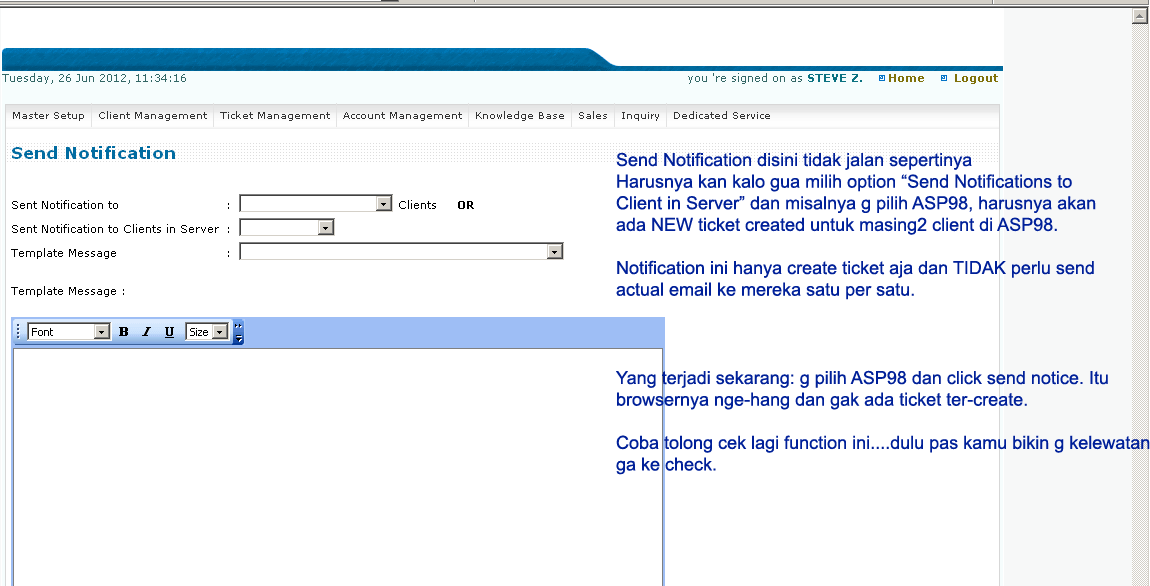 Tuesday, 26 Jun 2012, 11:34:16
you 're signed on as STEVE Z. Home Logout
Master Setup Client Management Ticket Management Account Management Knowledge Base Sales Inquiry Dedicated Service
Send Notification
Sent Notification to : Clients OR
Sent Notification to Clients in Server :
Template Message :
Template Message :
Font B I U Size
Send Notification disini tidak jalan sepertinya
Harusnya kan kalo gua milih option “Send Notifications to
Client in Server” dan misalnya g pilih ASP98, harusnya akan
ada NEW ticket created untuk masing2 client di ASP98.
Notification ini hanya create ticket aja dan TIDAK perlu send
actual email ke mereka satu per satu.
Yang terjadi sekarang: g pilih ASP98 dan click send notice. Itu
browsernya nge-hang dan gak ada ticket ter-create.
Coba tolong cek lagi function ini....dulu pas kamu bikin g kelewatan
ga ke check.